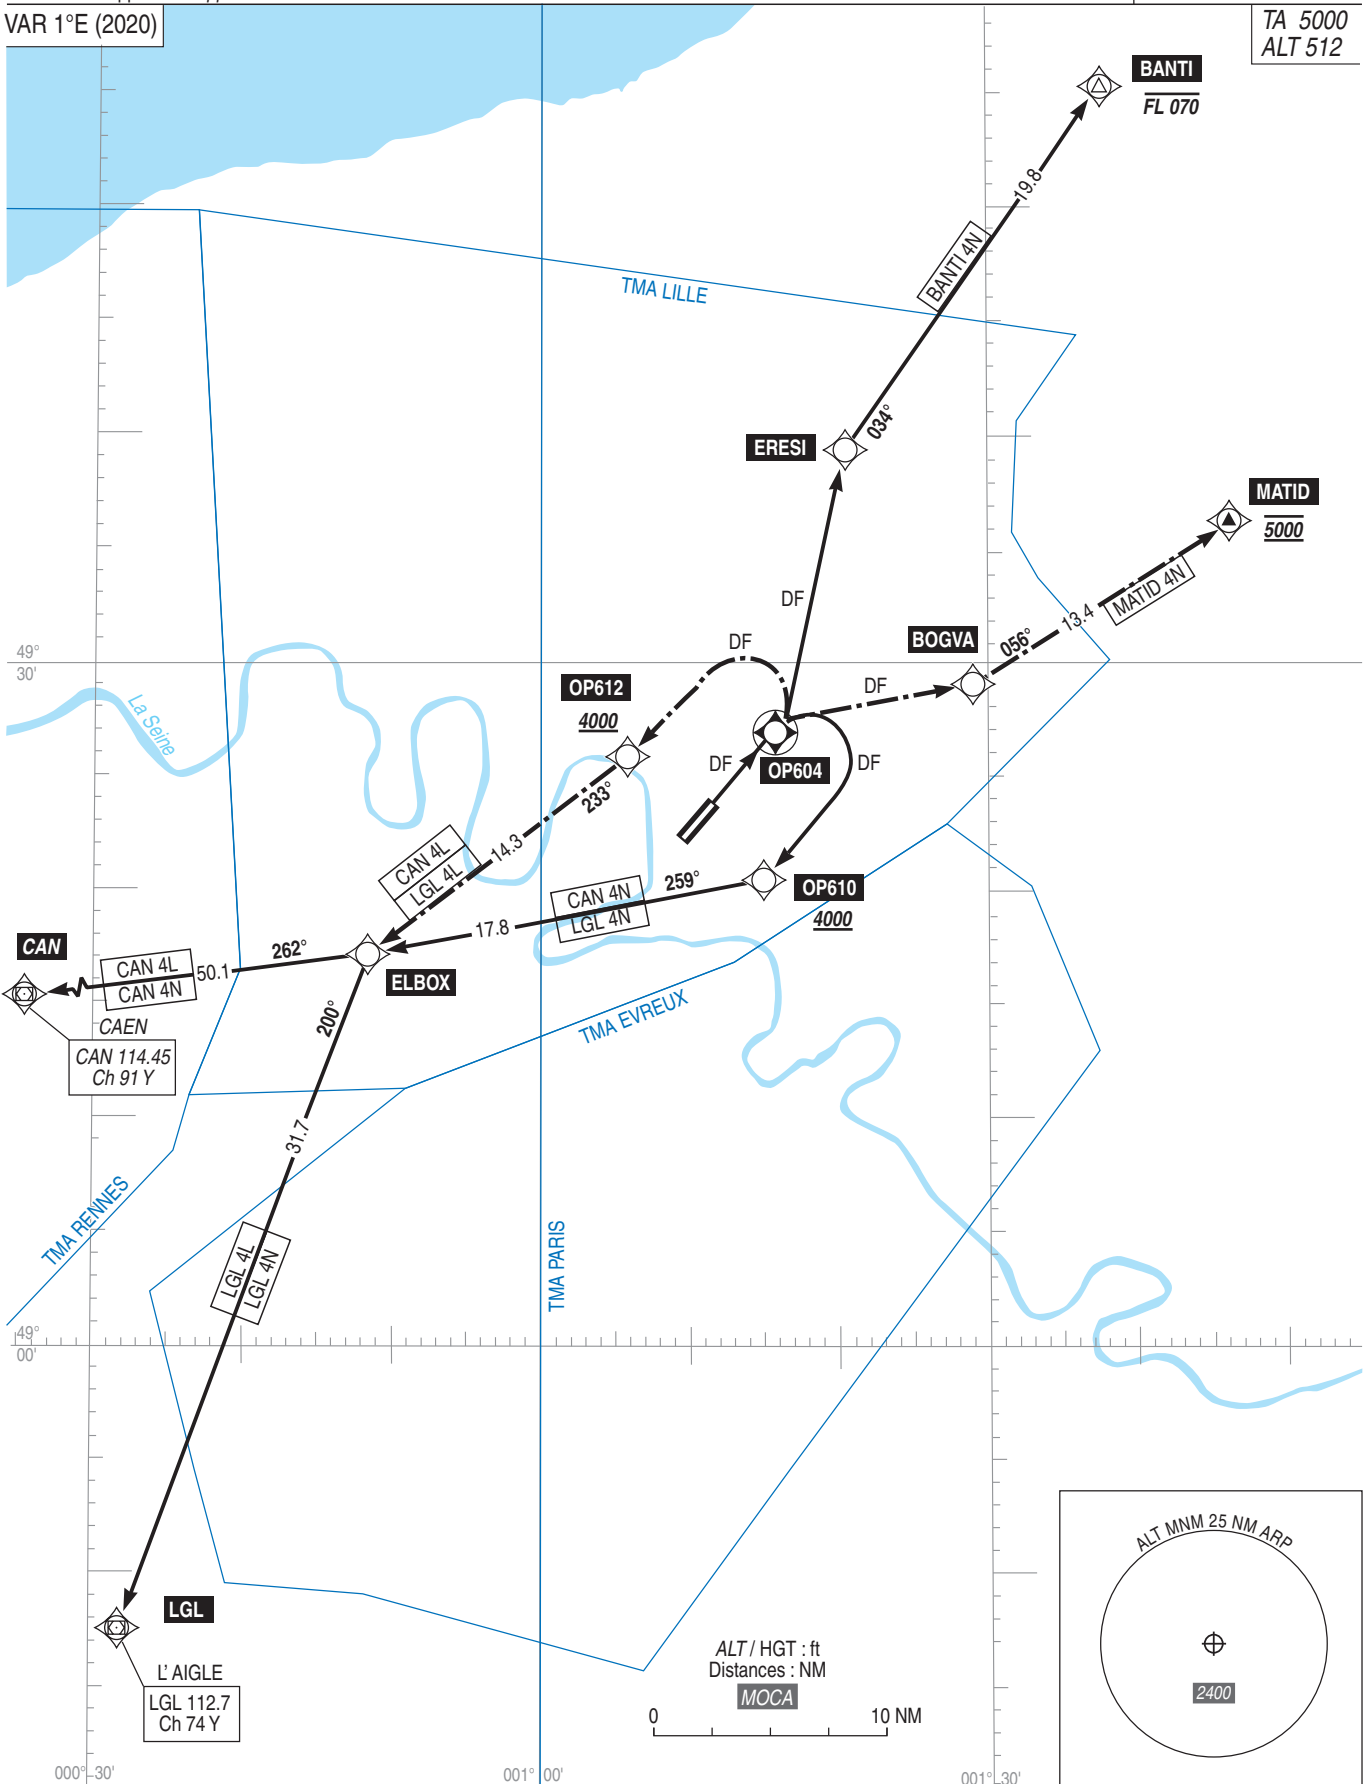 VAR 1°E (2020)
TA 5000
ALT 512
BANTI
FL 070
19.8
BANTI 4N
TMA LILLE
034°
ERESI
MATID
5000
MATID 4N
13.4
056°
BOGVA
DF
DF
DF
49°
30'
La Seine
OP612
4000
DF
OP604
DF
233°
14.3
CAN 4L
LGL 4L
259°
CAN 4N
LGL 4N
17.8
OP610
4000
CAN
262°
CAN 4L
CAN 4N
50.1
ELBOX
CAEN
CAN 114.45
Ch 91 Y
200°
TMA EVREUX
31.7
TMA RENNES
LGL 4L
LGL 4N
TMA PARIS
49°
00'
LGL
L' AIGLE
LGL 112.7
Ch 74 Y
ALT / HGT : ft
Distances : NM
MOCA
0 10 NM
ALT MNM 25 NM ARP
2400
000° 30'
001° 00'
001° 30'